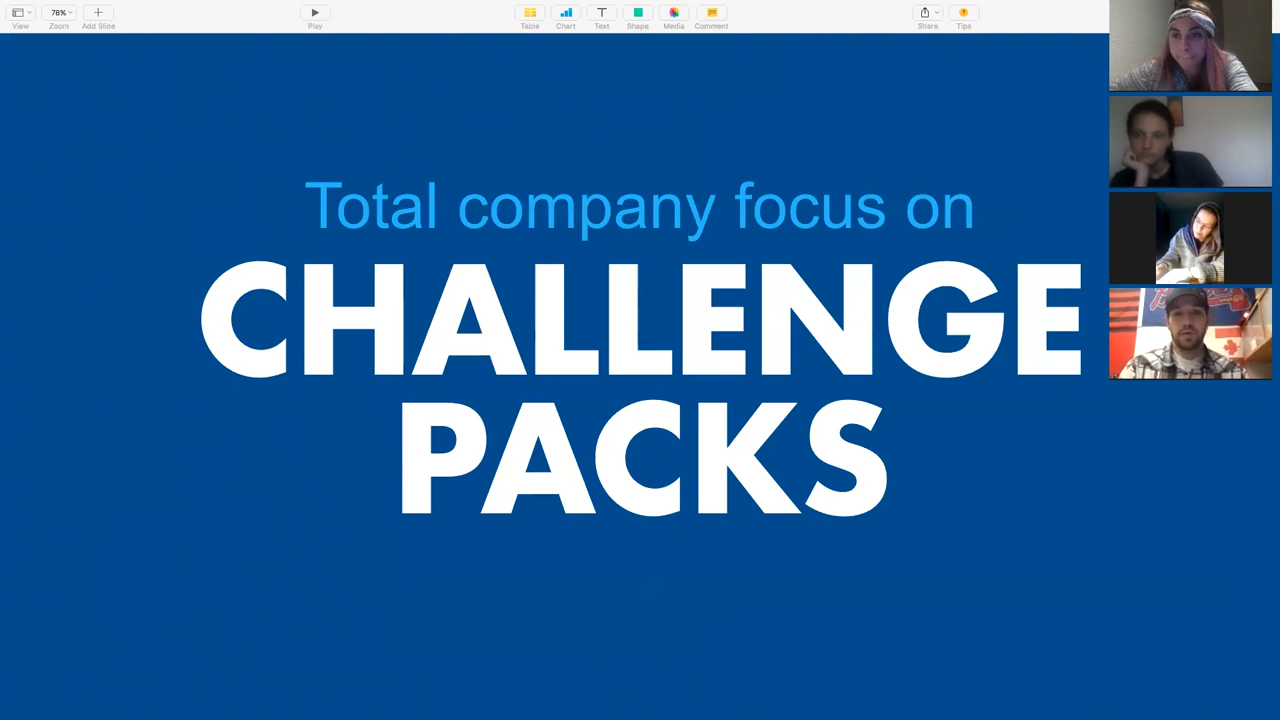 View
78%
Zoom
Add Slide
Play
Table
Chart
Text
Shape
Media
Comment
Share
Tips
Total company focus on
CHALLENGE
PACKS